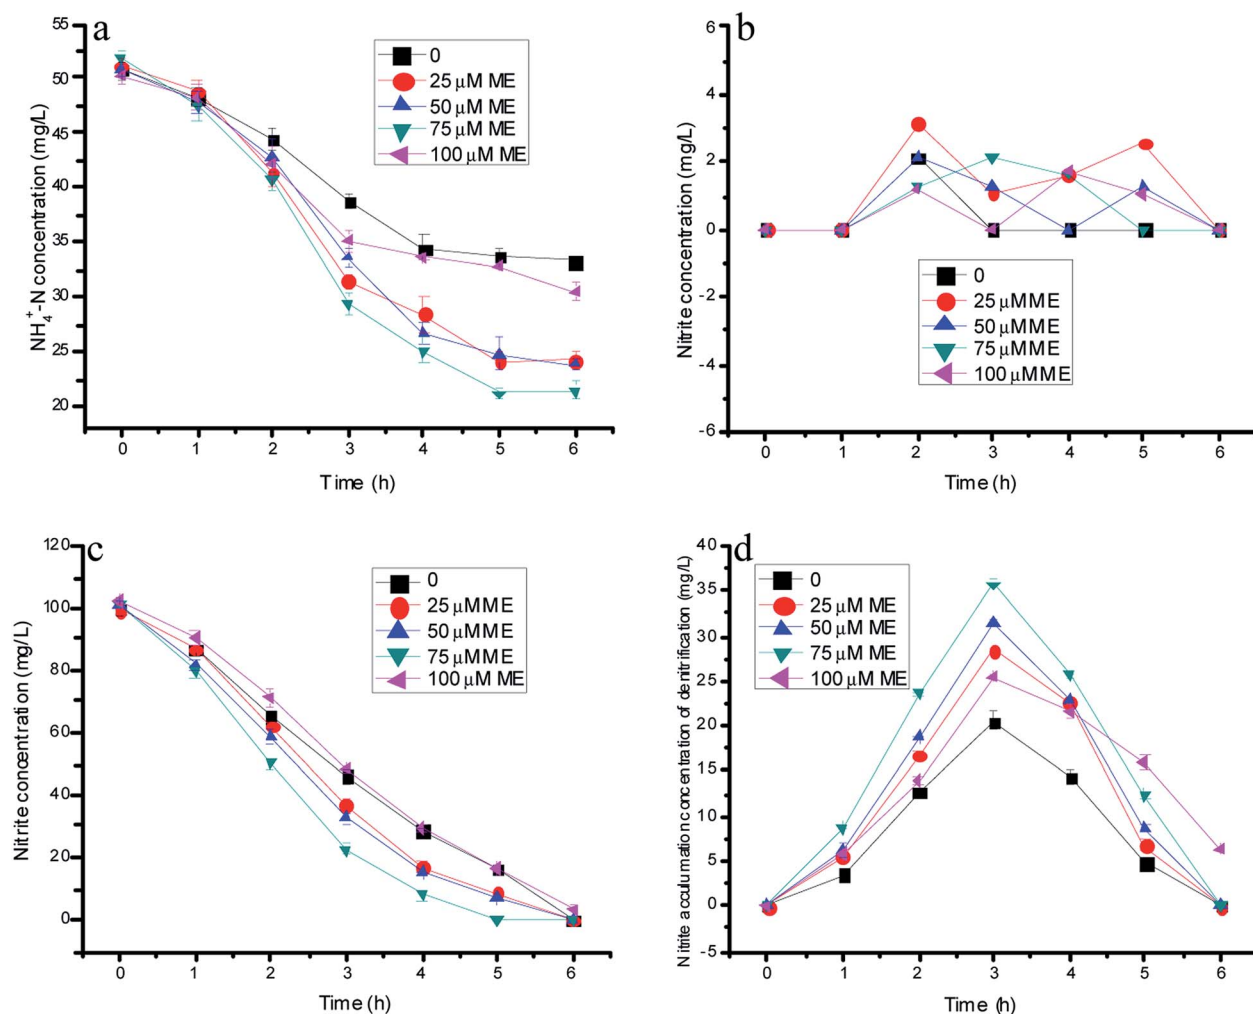 a
NH4+-N concentration (mg/L)
55
50
45
40
35
30
25
20
0 1 2 3 4 5 6
Time (h)
0
25 μM ME
50 μM ME
75 μM ME
100 μM ME
b
Nitrite concentration (mg/L)
6
4
2
0
-2
-4
-6
0 1 2 3 4 5 6
Time (h)
0
25 μMME
50 μMME
75 μMME
100 μMME
c
Nitrite concentration (mg/L)
120
100
80
60
40
20
0
0 1 2 3 4 5 6
Time (h)
0
25 μMME
50 μMME
75 μMME
100 μM ME
d
Nitrite acculumation concentration of denitrification (mg/L)
40
35
30
25
20
15
10
5
0
-5
0 1 2 3 4 5 6
Time (h)
0
25 μM ME
50 μM ME
75 μM ME
100 μM ME